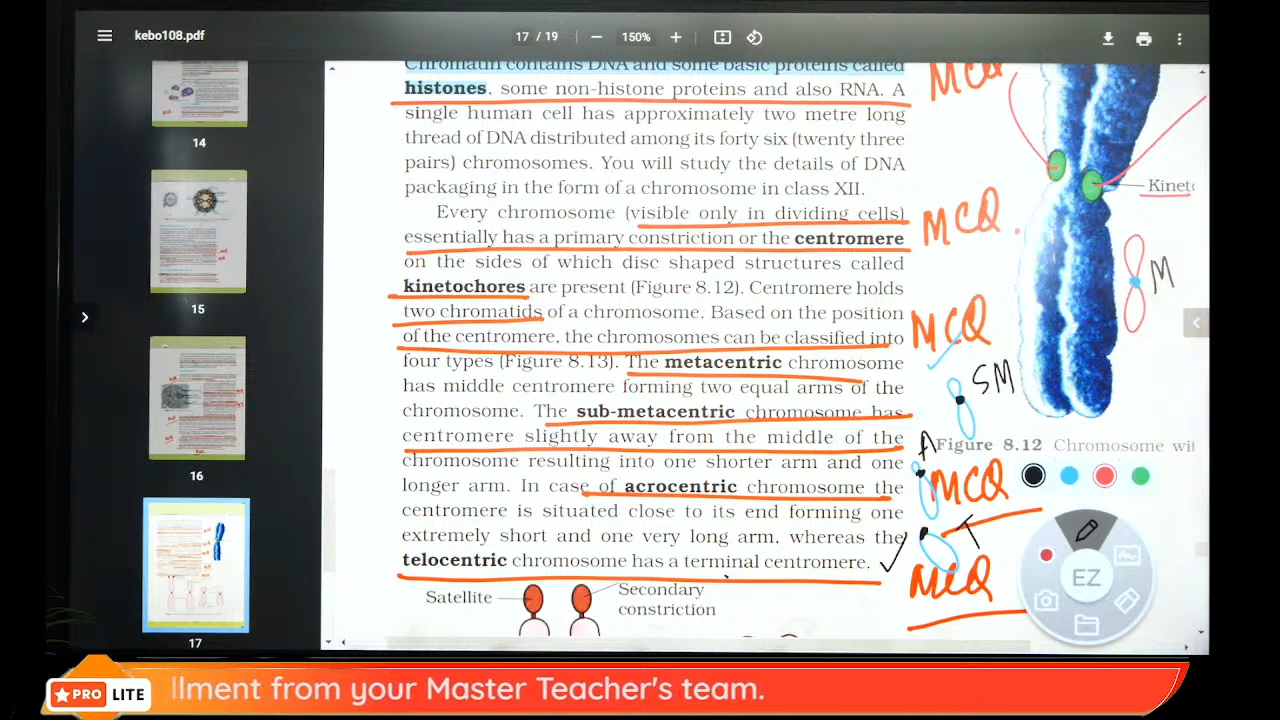 kebo108.pdf
17 / 19
150%
14
15
16
17
Chromatin contains DNA and some basic proteins called
histones, some non-histone proteins and also RNA. A
single human cell has approximately two metre long
thread of DNA distributed among its forty six (twenty three
pairs) chromosomes. You will study the details of DNA
packaging in the form of a chromosome in class XII.
Every chromosome (visible only in dividing cells)
essentially has a primary constriction or the centromere
on the sides of which disc shaped structures called
kinetochores are present (Figure 8.12). Centromere holds
two chromatids of a chromosome. Based on the position
of the centromere, the chromosomes can be classified into
four types (Figure 8.13). The metacentric chromosome
has middle centromere forming two equal arms of the
chromosome. The sub-metacentric chromosome has
centromere slightly away from the middle of the
chromosome resulting into one shorter arm and one
longer arm. In case of acrocentric chromosome the
centromere is situated close to its end forming one
extremely short and one very long arm, whereas the
telocentric chromosome has a terminal centromere.
Satellite
Secondary
constriction
MCQ
MCQ
MCQ
MCQ
MCQ
Kineto
M
SM
A
T
Figure 8.12 Chromosome wit
EZ
PRO LITE
llment from your Master Teacher's team.